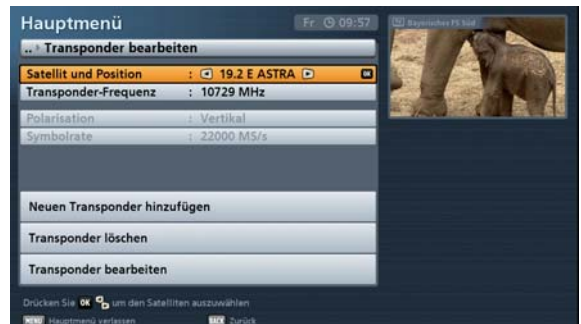 Hauptmenü
Fr 09:57
Bayerisches FS Süd
.. Transponder bearbeiten
Satellit und Position : 19.2 E ASTRA OK
Transponder-Frequenz : 10729 MHz
Polarisation : Vertikal
Symbolrate : 22000 MS/s
Neuen Transponder hinzufügen
Transponder löschen
Transponder bearbeiten
Drücken Sie OK um den Satelliten auszuwählen
MENU Hauptmenü verlassen BACK Zurück